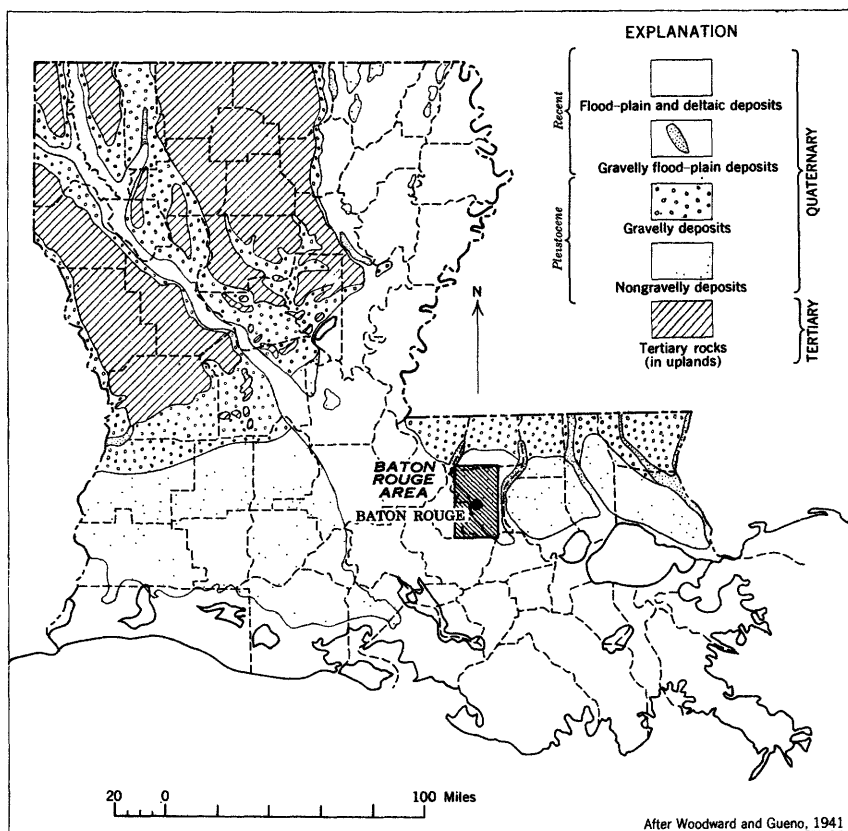 EXPLANATION
Recent
Flood-plain and deltaic deposits
Gravelly flood-plain deposits
Pleistocene
Gravelly deposits
Nongravelly deposits
QUATERNARY
Tertiary rocks
(in uplands)
TERTIARY
N
BATON
ROUGE
AREA
BATON ROUGE
20 0 100 Miles
After Woodward and Gueno, 1941